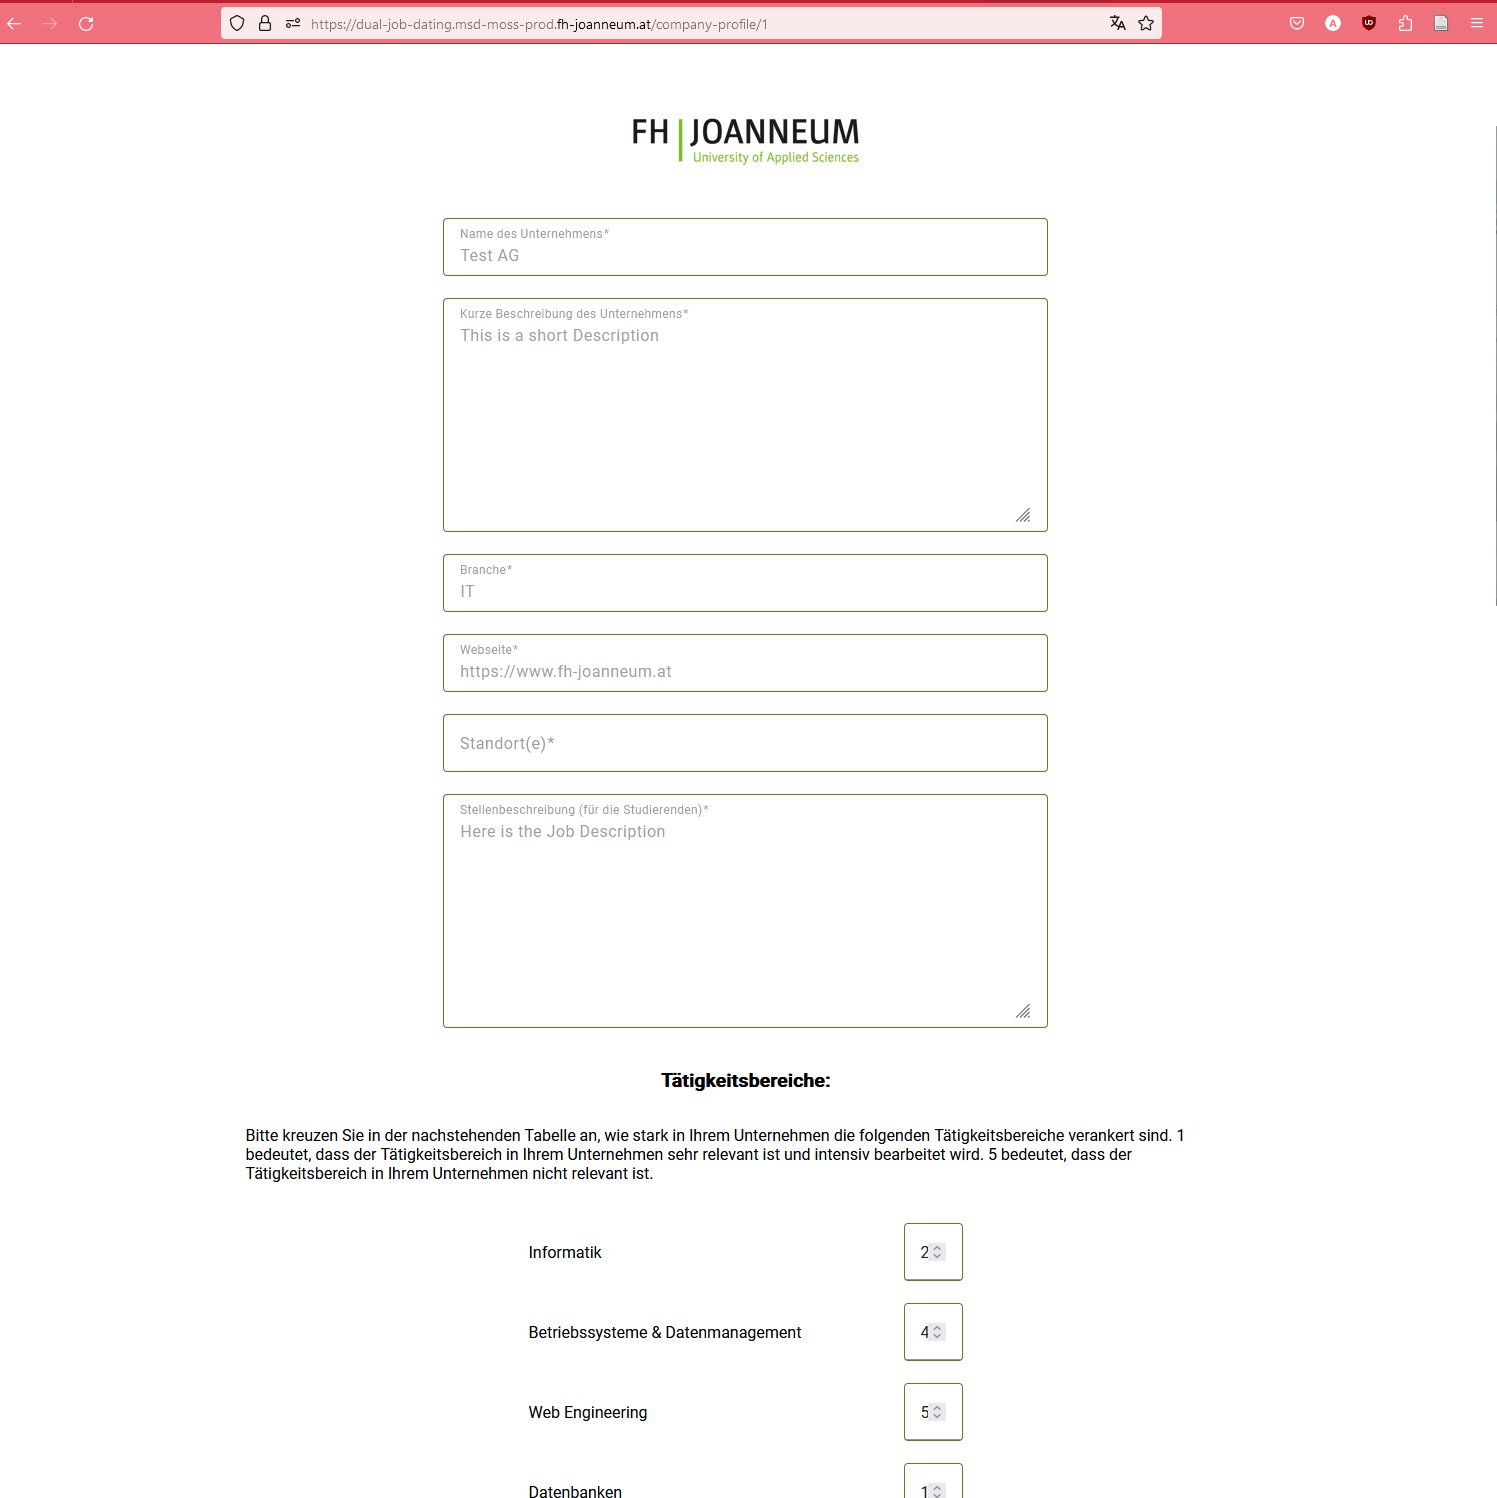 https://dual-job-dating.msd-moss-prod.fh-joanneum.at/company-profile/1
FH JOANNEUM
University of Applied Sciences
Name des Unternehmens*
Test AG
Kurze Beschreibung des Unternehmens*
This is a short Description
Branche*
IT
Webseite*
https://www.fh-joanneum.at
Standort(e)*
Stellenbeschreibung (für die Studierenden)*
Here is the Job Description
Tätigkeitsbereiche:
Bitte kreuzen Sie in der nachstehenden Tabelle an, wie stark in Ihrem Unternehmen die folgenden Tätigkeitsbereiche verankert sind. 1
bedeutet, dass der Tätigkeitsbereich in Ihrem Unternehmen sehr relevant ist und intensiv bearbeitet wird. 5 bedeutet, dass der
Tätigkeitsbereich in Ihrem Unternehmen nicht relevant ist.
Informatik 2
Betriebssysteme & Datenmanagement 4
Web Engineering 5
Datenbanken 1